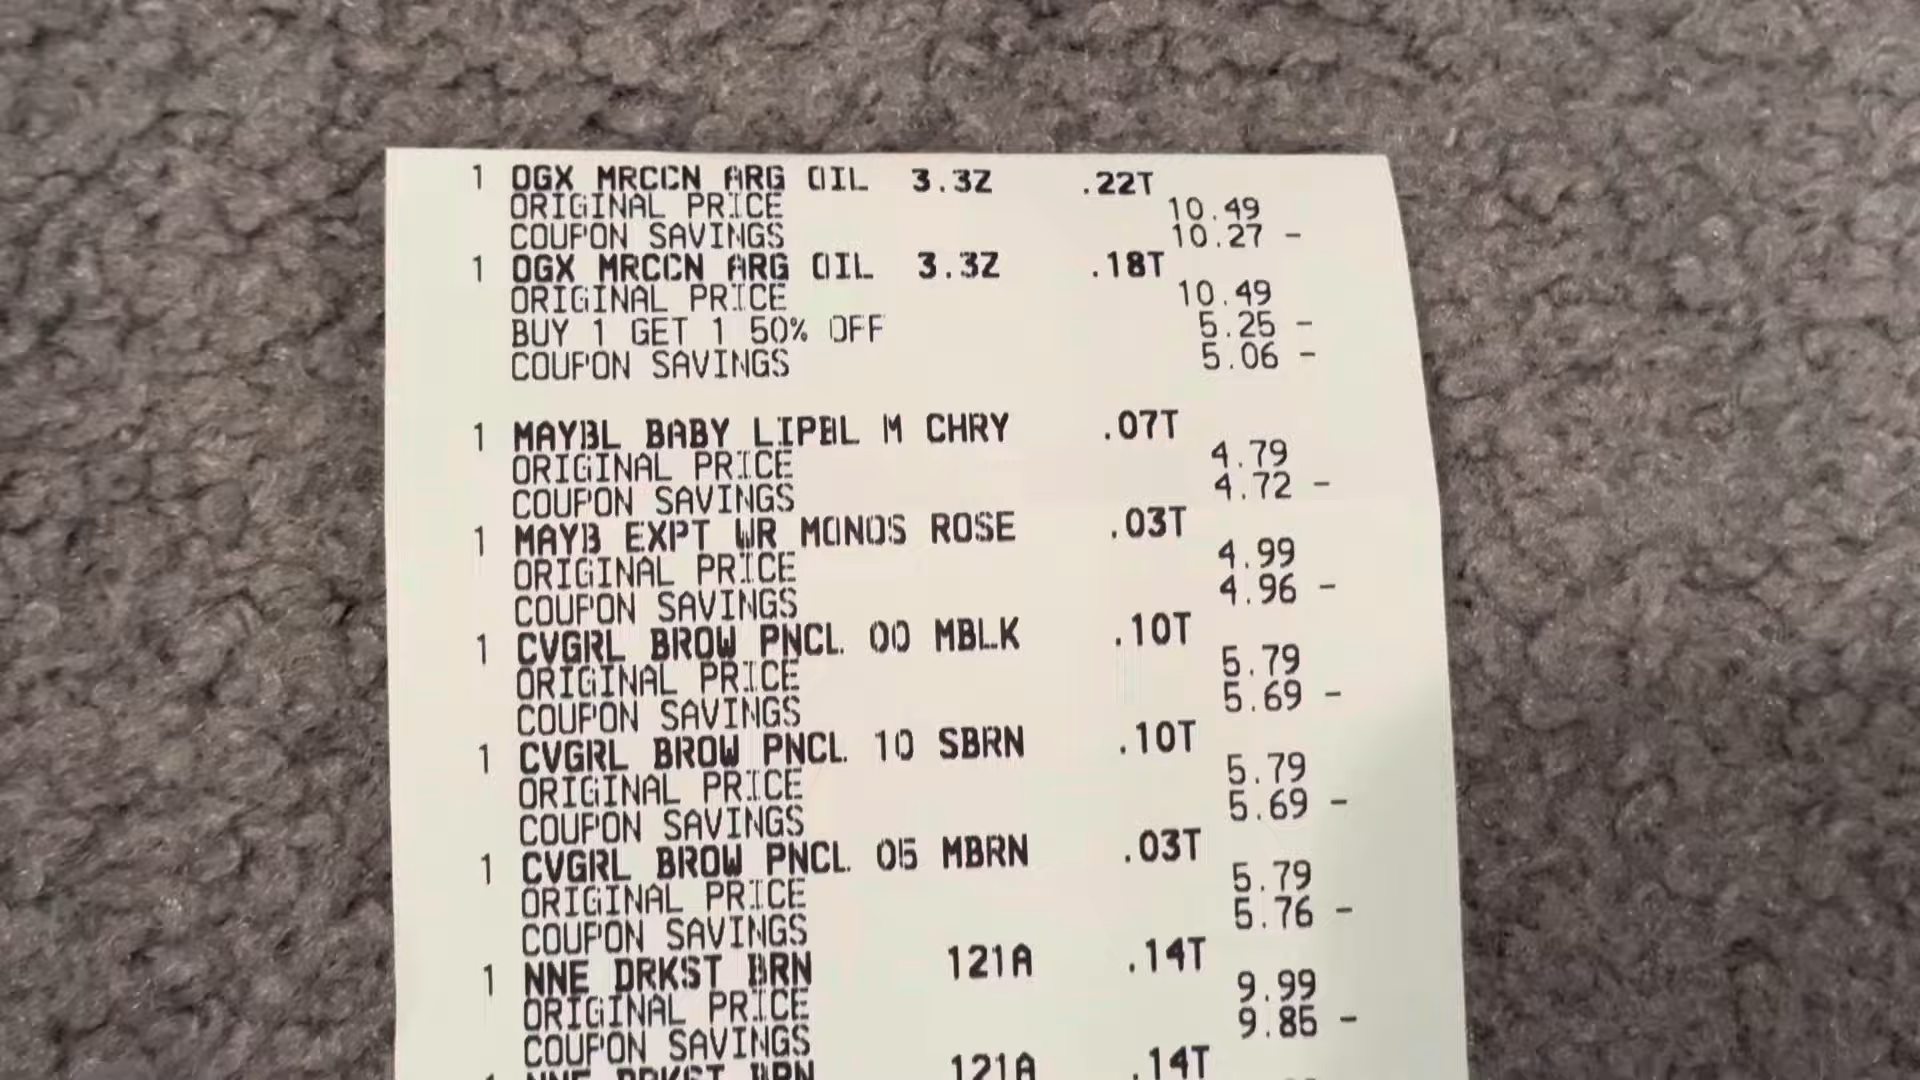 1 OGX MRCCN ARG OIL 3.3Z .22T
ORIGINAL PRICE 10.49
COUPON SAVINGS 10.27 -
1 OGX MRCCN ARG OIL 3.3Z .18T
ORIGINAL PRICE 10.49
BUY 1 GET 1 50% OFF 5.25 -
COUPON SAVINGS 5.06 -
1 MAYBL BABY LIPBL M CHRY .07T
ORIGINAL PRICE 4.79
COUPON SAVINGS 4.72 -
1 MAYB EXPT WR MONOS ROSE .03T
ORIGINAL PRICE 4.99
COUPON SAVINGS 4.96 -
1 CVGRL BROW PNCL 00 MBLK .10T
ORIGINAL PRICE 5.79
COUPON SAVINGS 5.69 -
1 CVGRL BROW PNCL 10 SBRN .10T
ORIGINAL PRICE 5.79
COUPON SAVINGS 5.69 -
1 CVGRL BROW PNCL 05 MBRN .03T
ORIGINAL PRICE 5.79
COUPON SAVINGS 5.76 -
1 NNE DRKST BRN 121A .14T
ORIGINAL PRICE 9.99
COUPON SAVINGS 9.85 -
NNE DRKST BRN 121A .14T